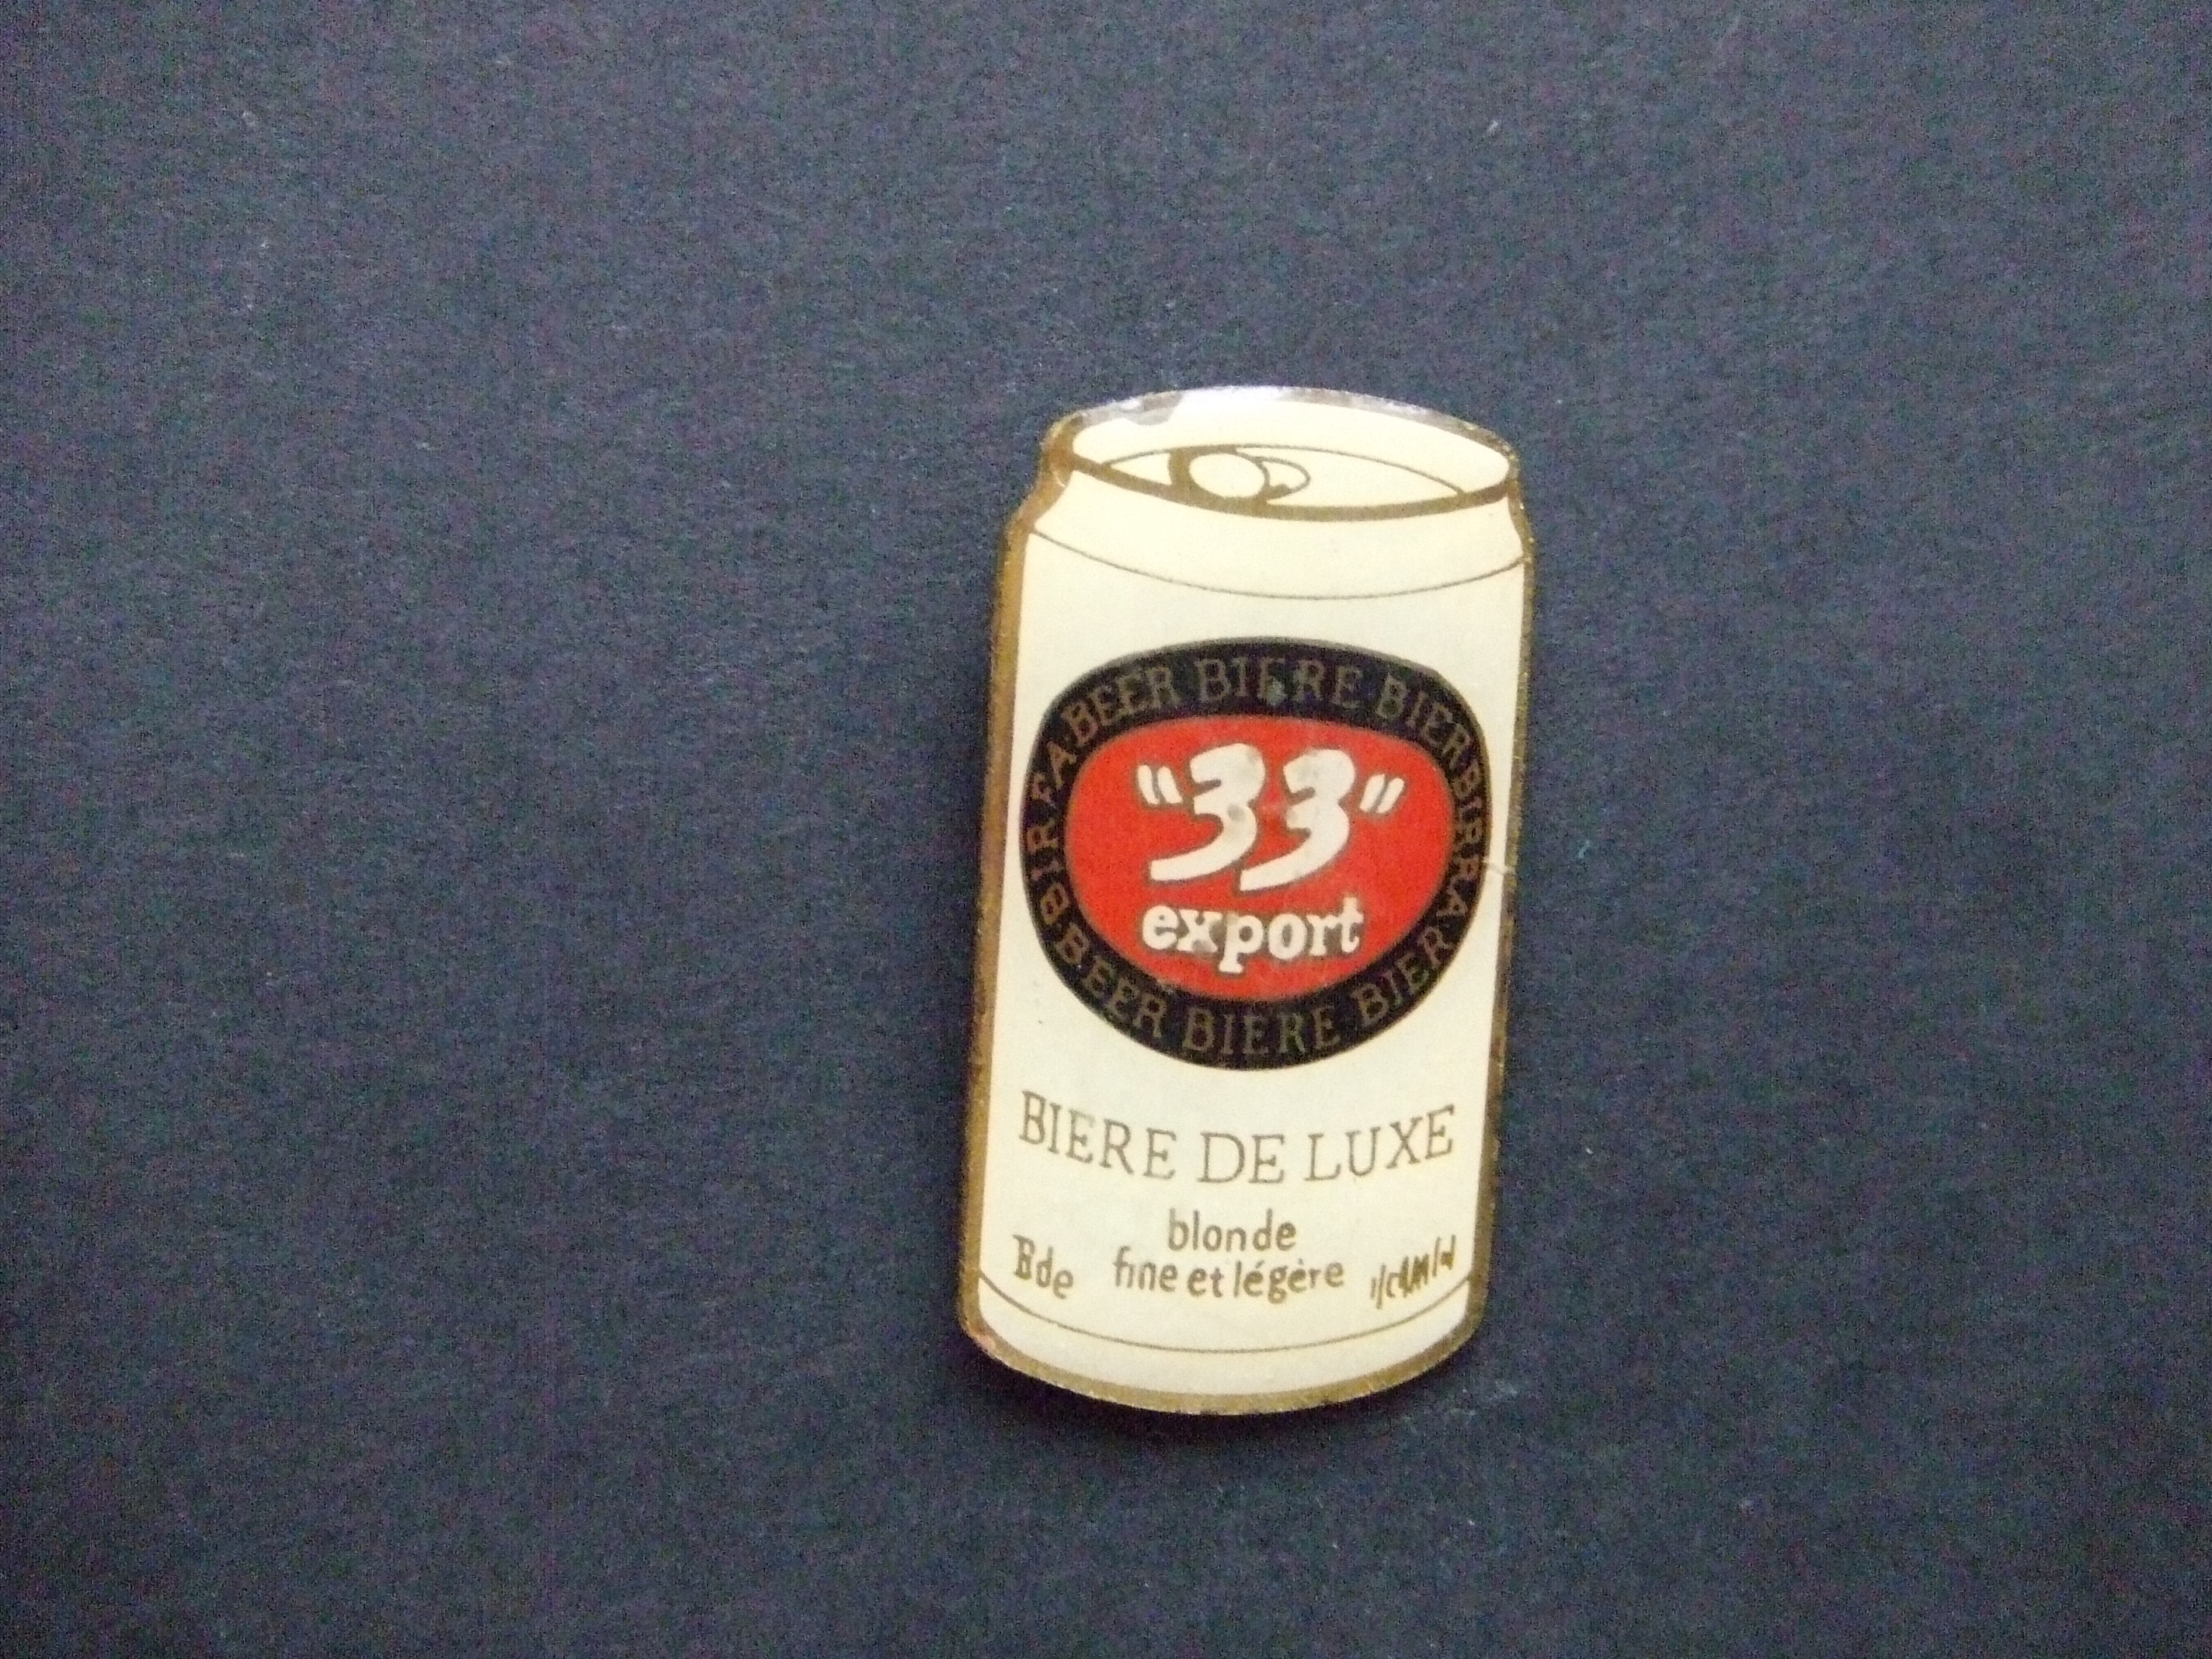 BEER BIERE BIER BIRRA BIER BIERE BEER
"33"
export
BIERE DE LUXE
blonde
fine et légère
Bde